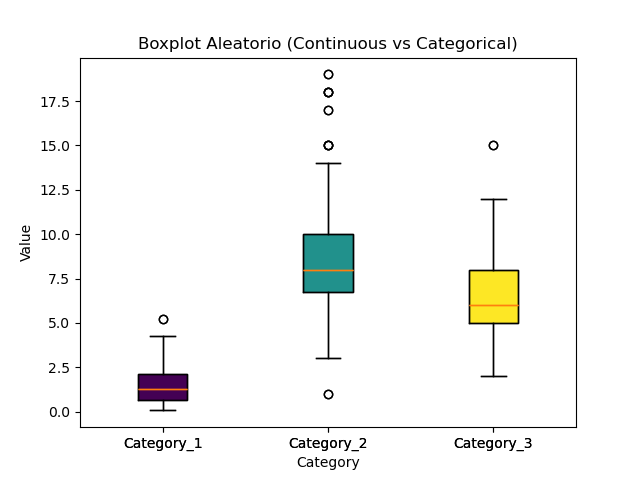 Boxplot Aleatorio (Continuous vs Categorical)
17.5
15.0
12.5
10.0
7.5
5.0
2.5
0.0
Value
Category_1 Category_2 Category_3
Category